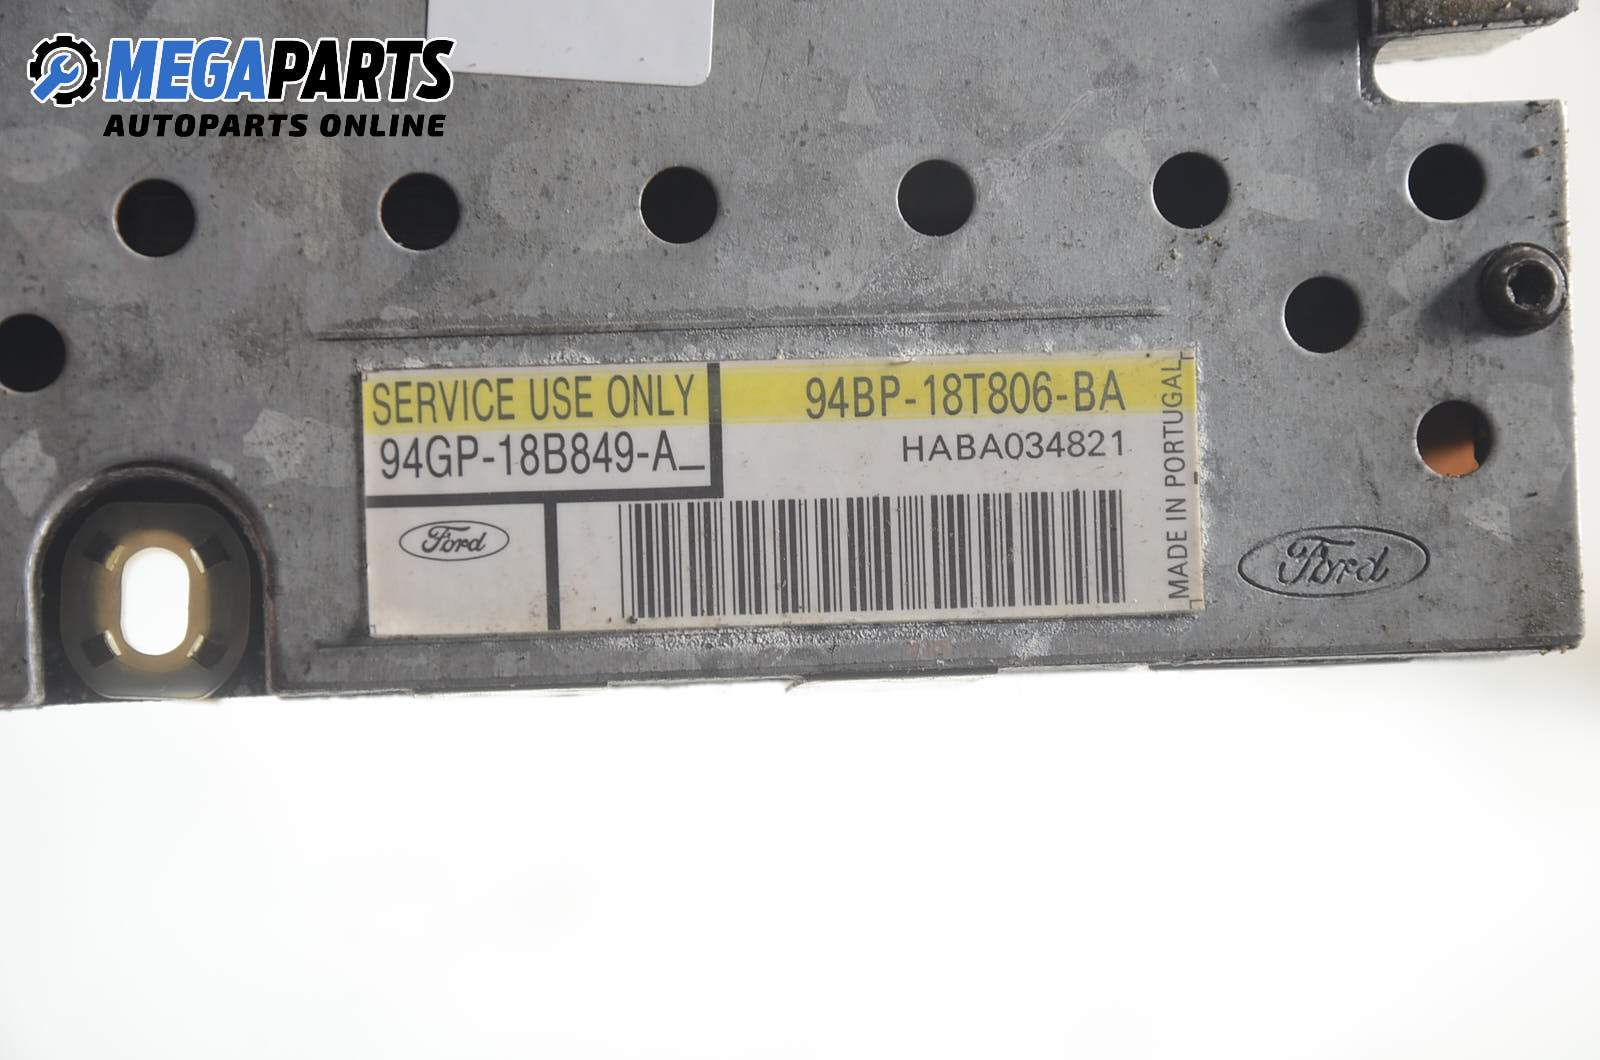 MEGAPARTS
AUTOPARTS ONLINE
SERVICE USE ONLY
94BP-18T806-BA
94GP-18B849-A_
HABA034821
MADE IN PORTUGAL
Ford
Ford